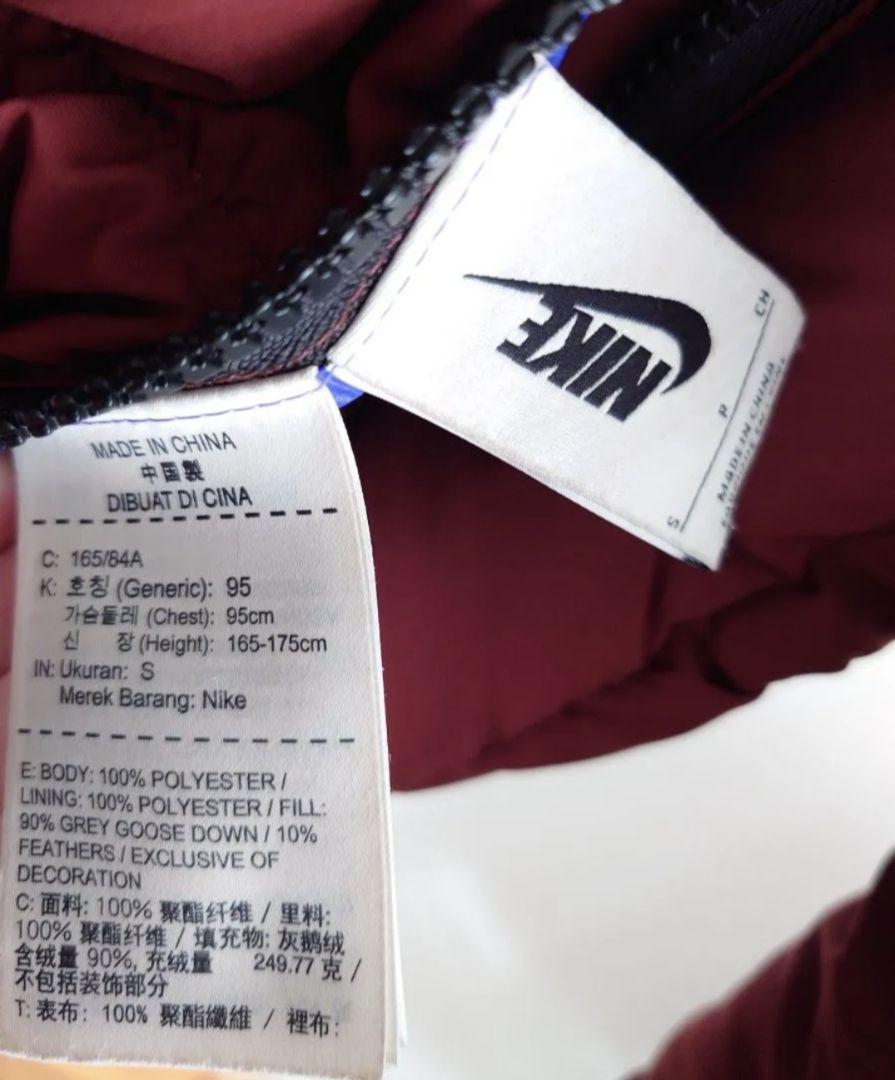 MADE IN CHINA
中国製
DIBUAT DI CINA
C: 165/84A
K: 호칭 (Generic): 95
가슴둘레 (Chest): 95cm
신 장 (Height): 165-175cm
IN: Ukuran: S
Merek Barang: Nike
E: BODY: 100% POLYESTER /
LINING: 100% POLYESTER / FILL:
90% GREY GOOSE DOWN / 10%
FEATHERS / EXCLUSIVE OF
DECORATION
C: 面料: 100% 聚酯纤维 / 里料:
100% 聚酯纤维 / 填充物: 灰鹅绒
含绒量 90%, 充绒量 249.77 克 /
不包括装饰部分
T: 表布: 100% 聚酯纖維 / 裡布:
NIKE
CH
MADE IN CHINA